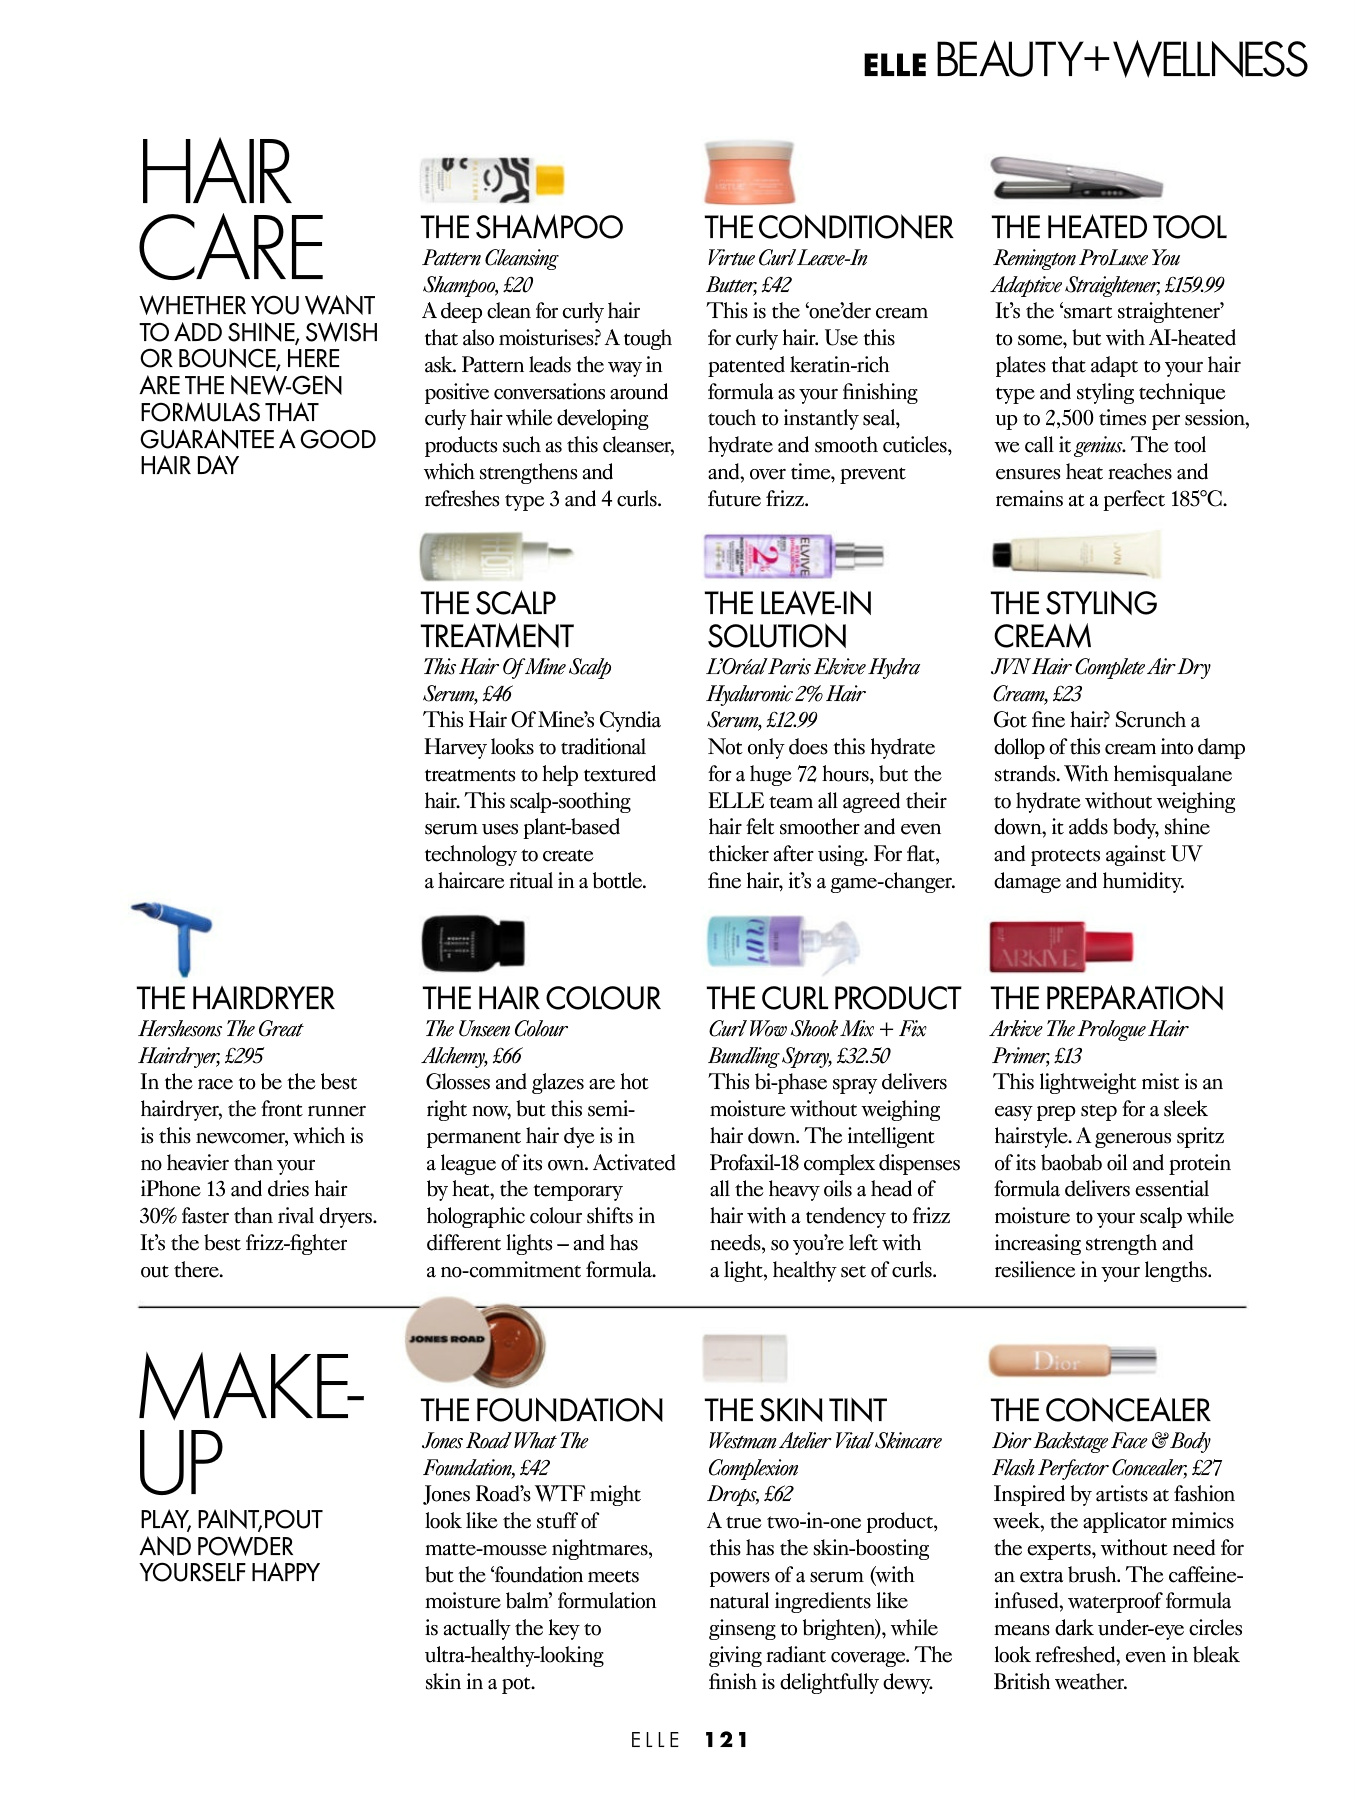 ELLE BEAUTY+WELLNESS
HAIR
CARE
WHETHER YOU WANT
TO ADD SHINE, SWISH
OR BOUNCE, HERE
ARE THE NEW-GEN
FORMULAS THAT
GUARANTEE A GOOD
HAIR DAY
THE SHAMPOO
Pattern Cleansing
Shampoo, £20
A deep clean for curly hair
that also moisturises? A tough
ask. Pattern leads the way in
positive conversations around
curly hair while developing
products such as this cleanser,
which strengthens and
refreshes type 3 and 4 curls.
VIRTUE
THE CONDITIONER
Virtue Curl Leave-In
Butter, £42
This is the ‘one’der cream
for curly hair. Use this
patented keratin-rich
formula as your finishing
touch to instantly seal,
hydrate and smooth cuticles,
and, over time, prevent
future frizz.
THE HEATED TOOL
Remington ProLuxe You
Adaptive Straightener, £159.99
It’s the ‘smart straightener’
to some, but with AI-heated
plates that adapt to your hair
type and styling technique
up to 2,500 times per session,
we call it genius. The tool
ensures heat reaches and
remains at a perfect 185°C.
THE SCALP
TREATMENT
This Hair Of Mine Scalp
Serum, £46
This Hair Of Mine’s Cyndia
Harvey looks to traditional
treatments to help textured
hair. This scalp-soothing
serum uses plant-based
technology to create
a haircare ritual in a bottle.
ELVIVE
2%
THE LEAVE-IN
SOLUTION
L’Oréal Paris Elvive Hydra
Hyaluronic 2% Hair
Serum, £12.99
Not only does this hydrate
for a huge 72 hours, but the
ELLE team all agreed their
hair felt smoother and even
thicker after using. For flat,
fine hair, it’s a game-changer.
JVN
THE STYLING
CREAM
JVN Hair Complete Air Dry
Cream, £23
Got fine hair? Scrunch a
dollop of this cream into damp
strands. With hemisqualane
to hydrate without weighing
down, it adds body, shine
and protects against UV
damage and humidity.
THE HAIRDRYER
Hershesons The Great
Hairdryer, £295
In the race to be the best
hairdryer, the front runner
is this newcomer, which is
no heavier than your
iPhone 13 and dries hair
30% faster than rival dryers.
It’s the best frizz-fighter
out there.
THE HAIR COLOUR
The Unseen Colour
Alchemy, £66
Glosses and glazes are hot
right now, but this semi-
permanent hair dye is in
a league of its own. Activated
by heat, the temporary
holographic colour shifts in
different lights – and has
a no-commitment formula.
THE CURL PRODUCT
Curl Wow Shook Mix + Fix
Bundling Spray, £32.50
This bi-phase spray delivers
moisture without weighing
hair down. The intelligent
Profaxil-18 complex dispenses
all the heavy oils a head of
hair with a tendency to frizz
needs, so you’re left with
a light, healthy set of curls.
ARKIVE
THE PREPARATION
Arkive The Prologue Hair
Primer, £13
This lightweight mist is an
easy prep step for a sleek
hairstyle. A generous spritz
of its baobab oil and protein
formula delivers essential
moisture to your scalp while
increasing strength and
resilience in your lengths.
MAKE-
UP
PLAY, PAINT,POUT
AND POWDER
YOURSELF HAPPY
JONES ROAD
THE FOUNDATION
Jones Road What The
Foundation, £42
Jones Road’s WTF might
look like the stuff of
matte-mousse nightmares,
but the ‘foundation meets
moisture balm’ formulation
is actually the key to
ultra-healthy-looking
skin in a pot.
THE SKIN TINT
Westman Atelier Vital Skincare
Complexion
Drops, £62
A true two-in-one product,
this has the skin-boosting
powers of a serum (with
natural ingredients like
ginseng to brighten), while
giving radiant coverage. The
finish is delightfully dewy.
Dior
THE CONCEALER
Dior Backstage Face & Body
Flash Perfector Concealer, £27
Inspired by artists at fashion
week, the applicator mimics
the experts, without need for
an extra brush. The caffeine-
infused, waterproof formula
means dark under-eye circles
look refreshed, even in bleak
British weather.
ELLE 121